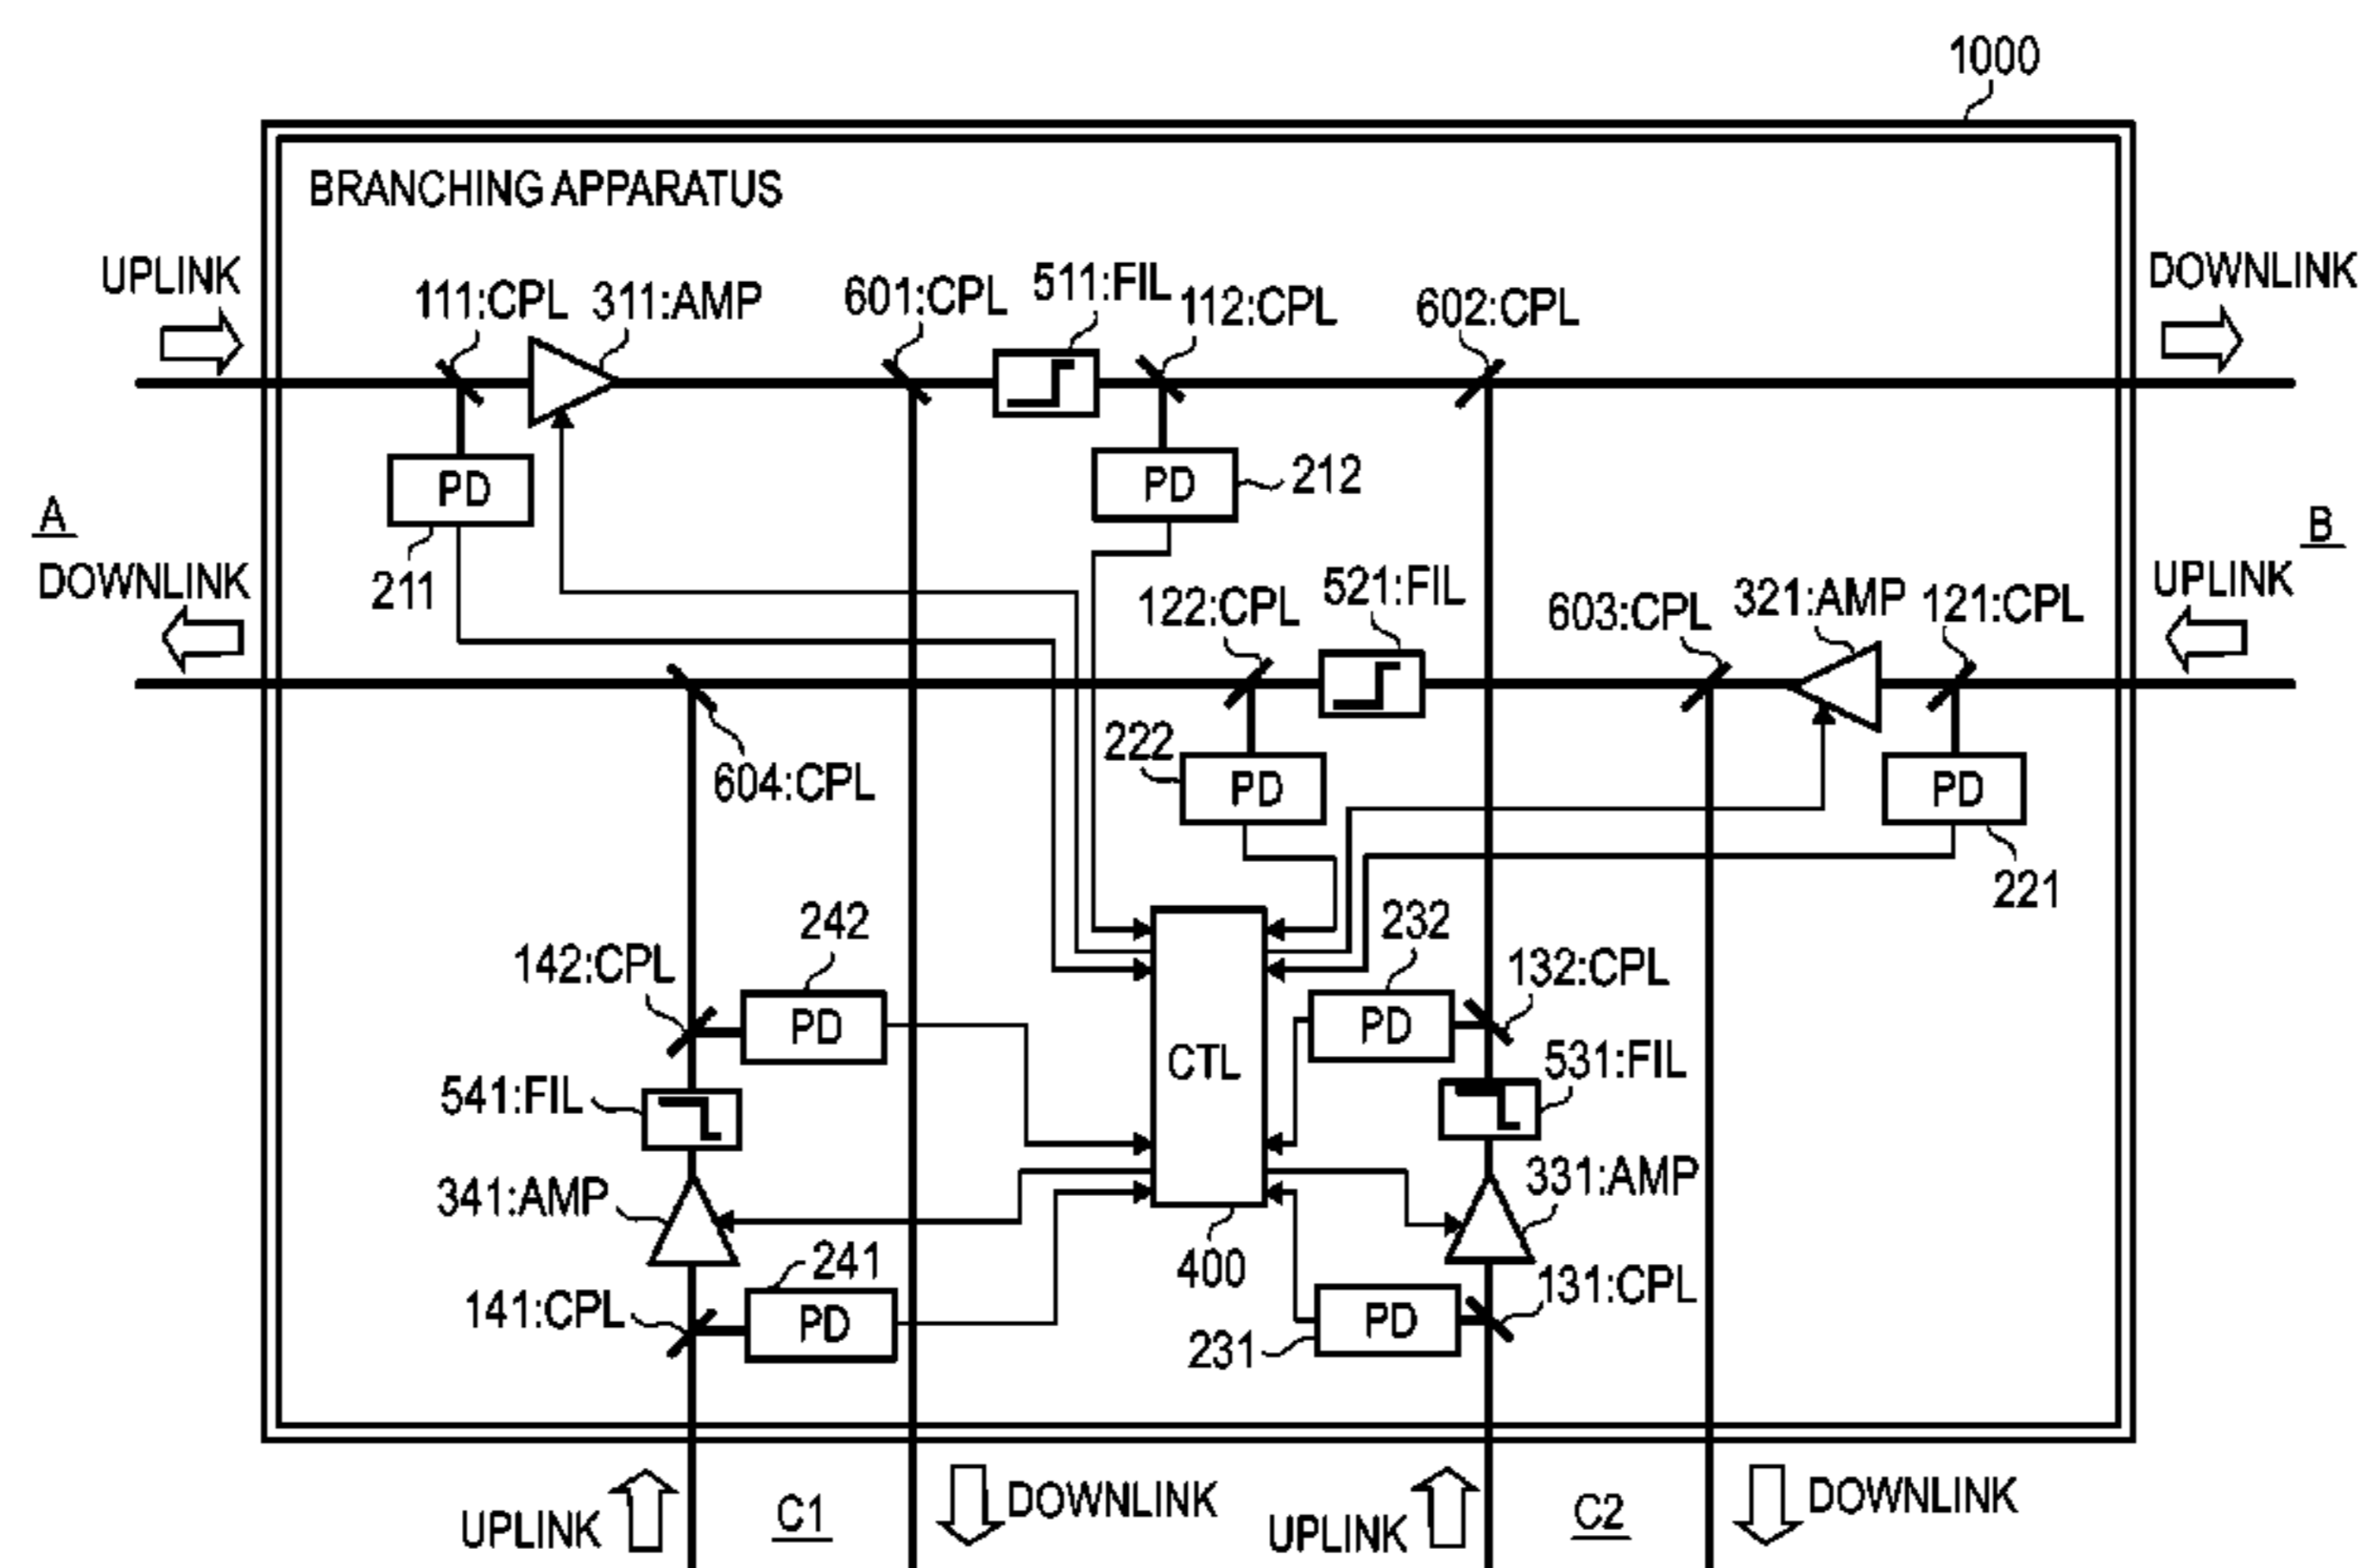 1000
BRANCHING APPARATUS
UPLINK
111:CPL
311:AMP
601:CPL
511:FIL
112:CPL
602:CPL
DOWNLINK
PD
PD
212
A
B
211
DOWNLINK
122:CPL
521:FIL
603:CPL
321:AMP
121:CPL
UPLINK
604:CPL
222
PD
PD
221
242
232
142:CPL
PD
PD
132:CPL
CTL
541:FIL
531:FIL
341:AMP
331:AMP
241
400
141:CPL
PD
231
PD
131:CPL
UPLINK
C1
DOWNLINK
UPLINK
C2
DOWNLINK